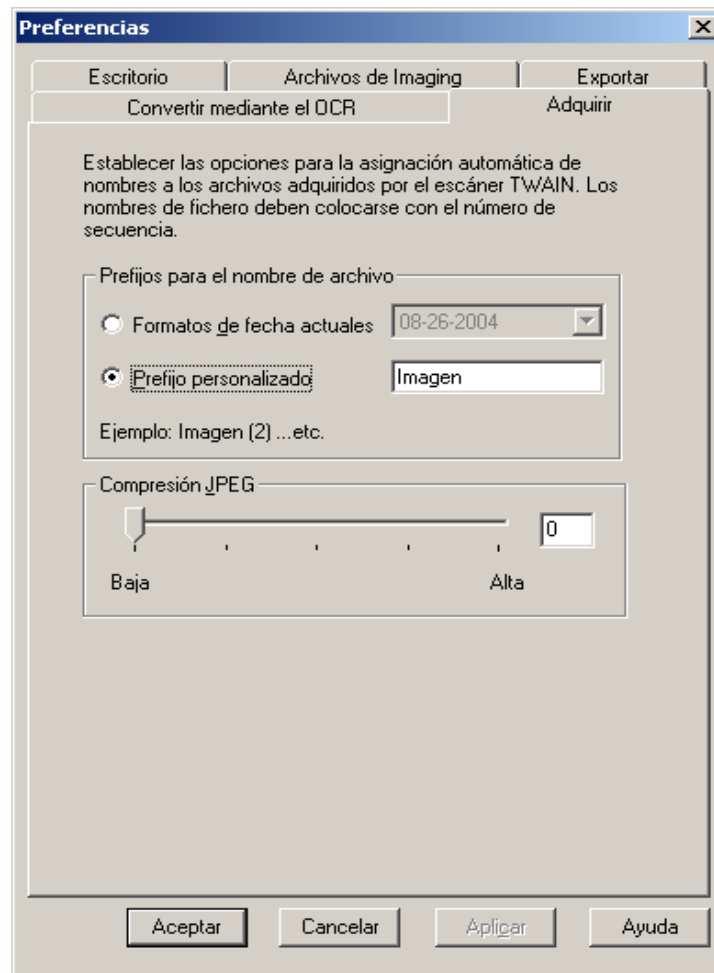 Preferencias
Escritorio
Archivos de Imaging
Exportar
Convertir mediante el OCR
Adquirir
Establecer las opciones para la asignación automática de
nombres a los archivos adquiridos por el escáner TWAIN. Los
nombres de fichero deben colocarse con el número de
secuencia.
Prefijos para el nombre de archivo
Formatos de fecha actuales
08-26-2004
Prefijo personalizado
Imagen
Ejemplo: Imagen (2) ...etc.
Compresión JPEG
0
Baja
Alta
Aceptar
Cancelar
Aplicar
Ayuda